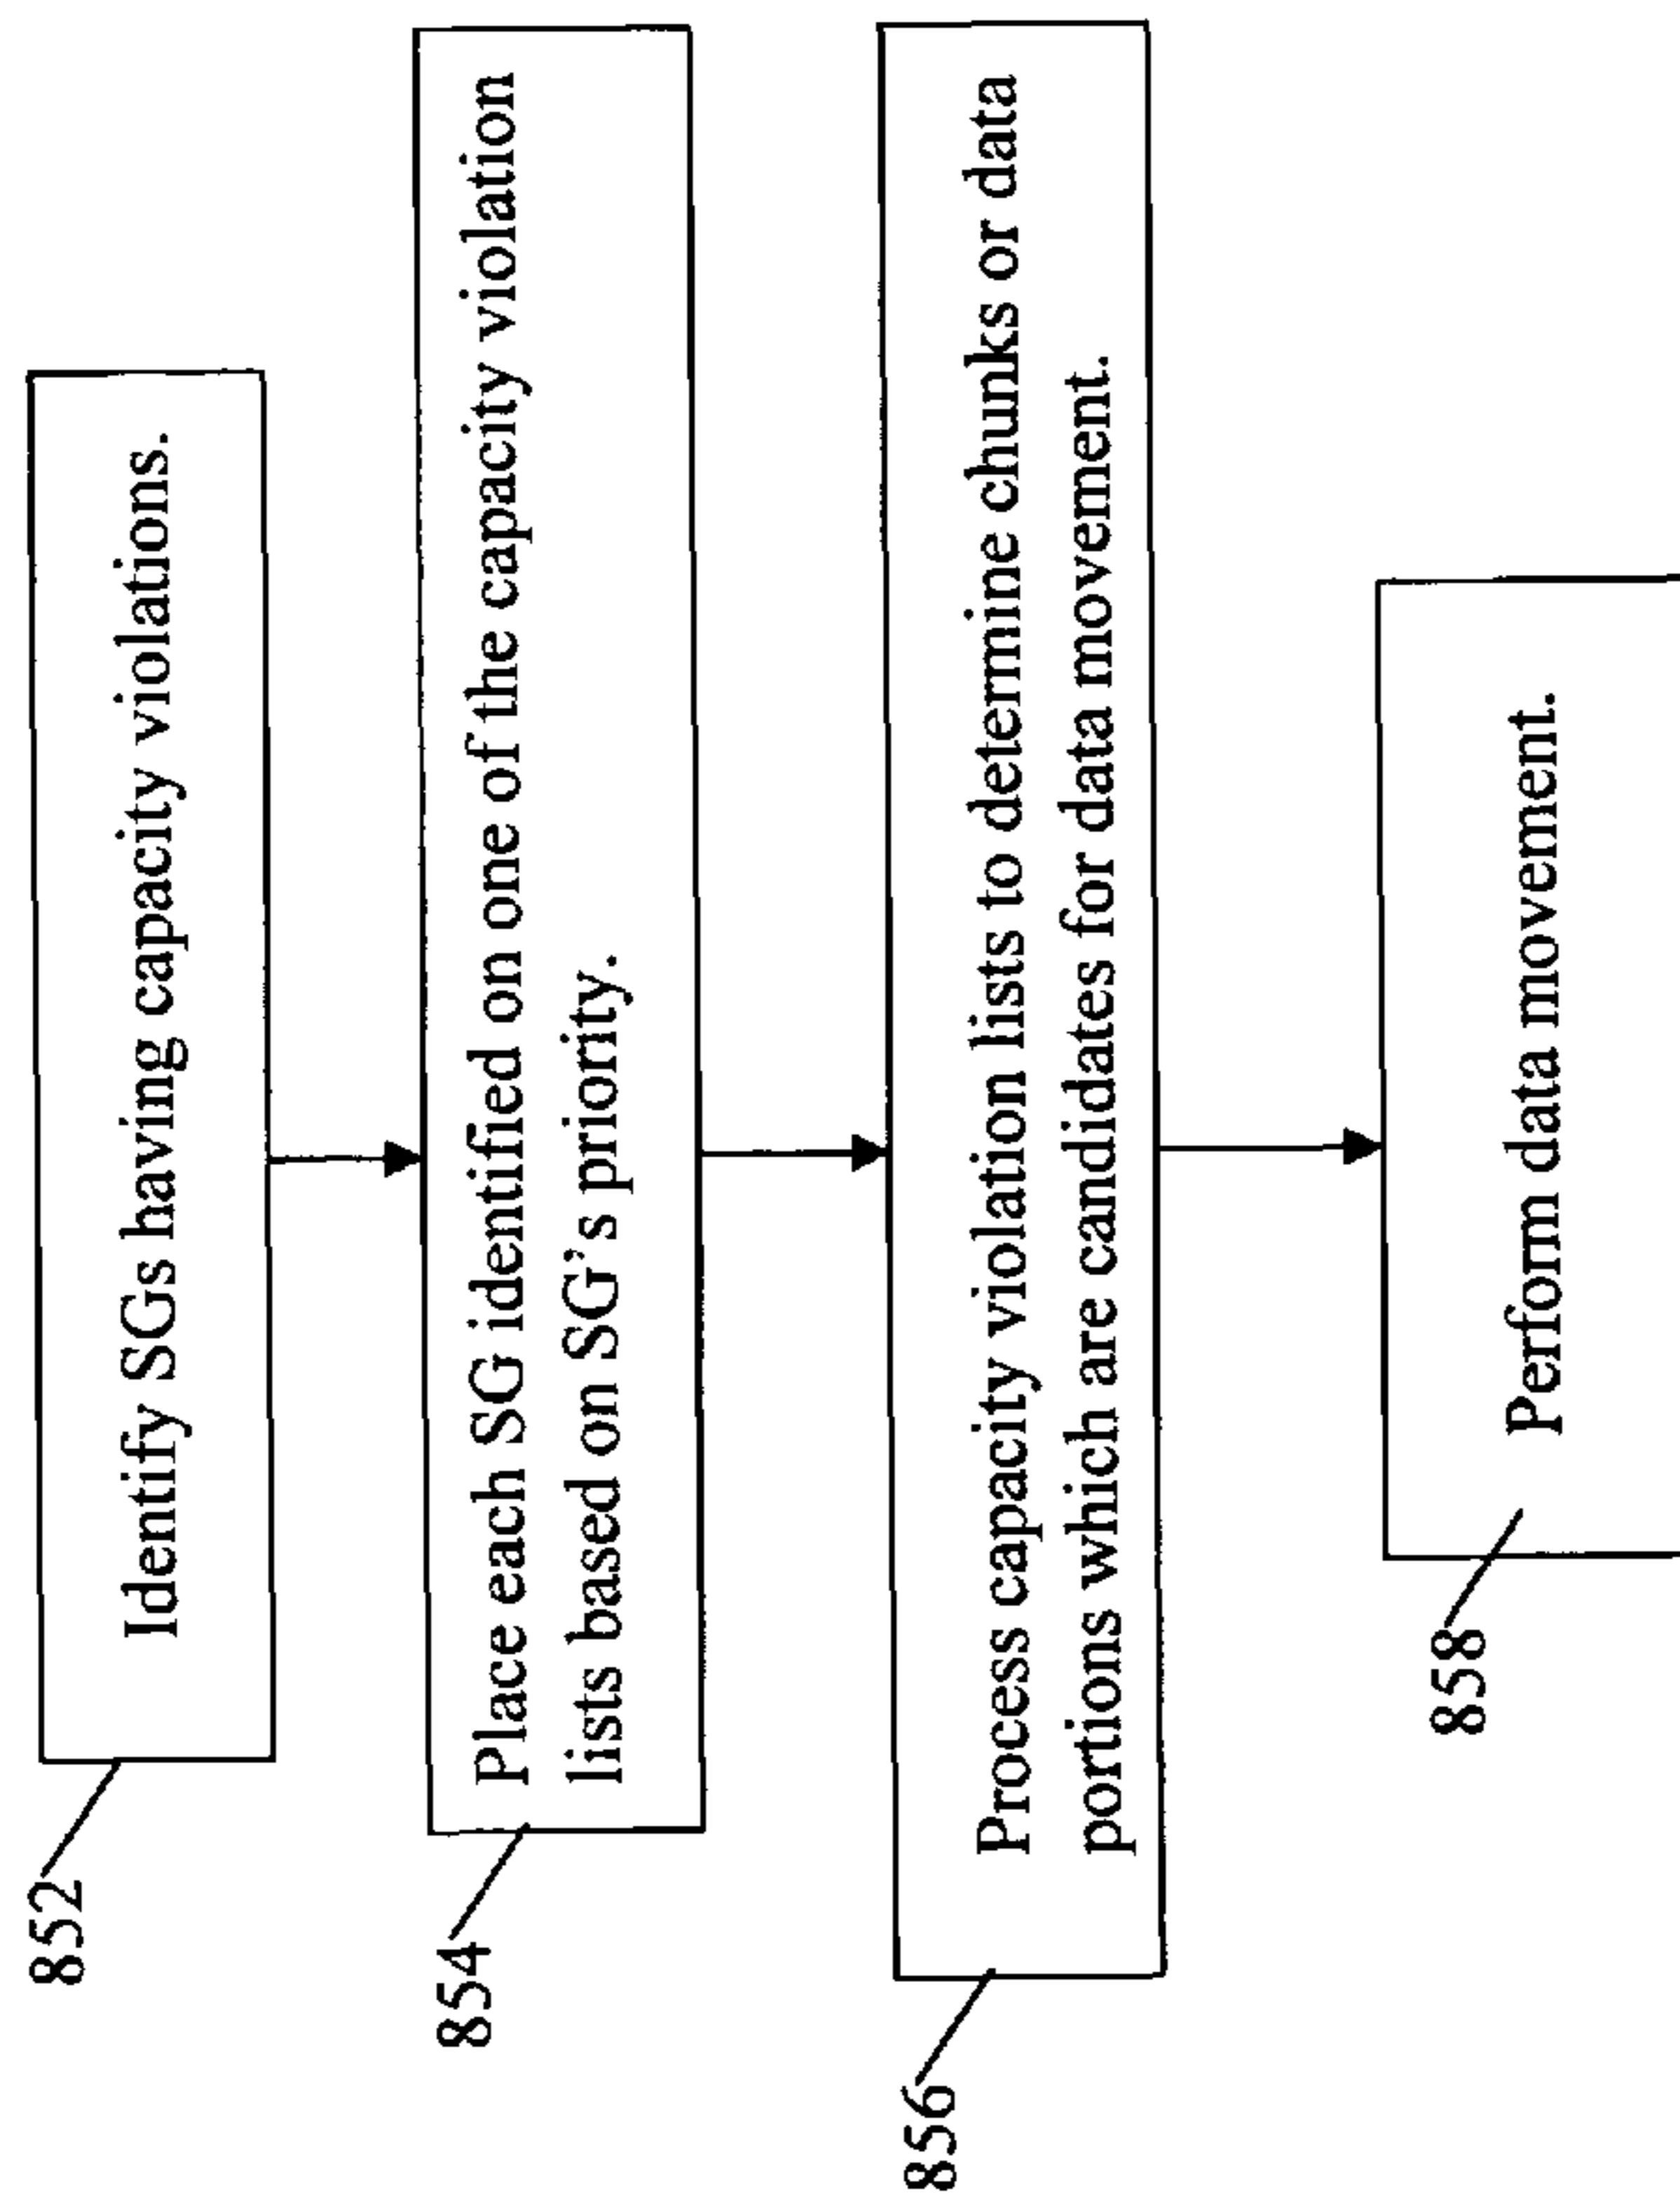 852
Identify SGs having capacity violations.
854
Place each SG identified on one of the capacity violation
lists based on SG's priority.
856
Process capacity violation lists to determine chunks or data
portions which are candidates for data movement.
858
Perform data movement.